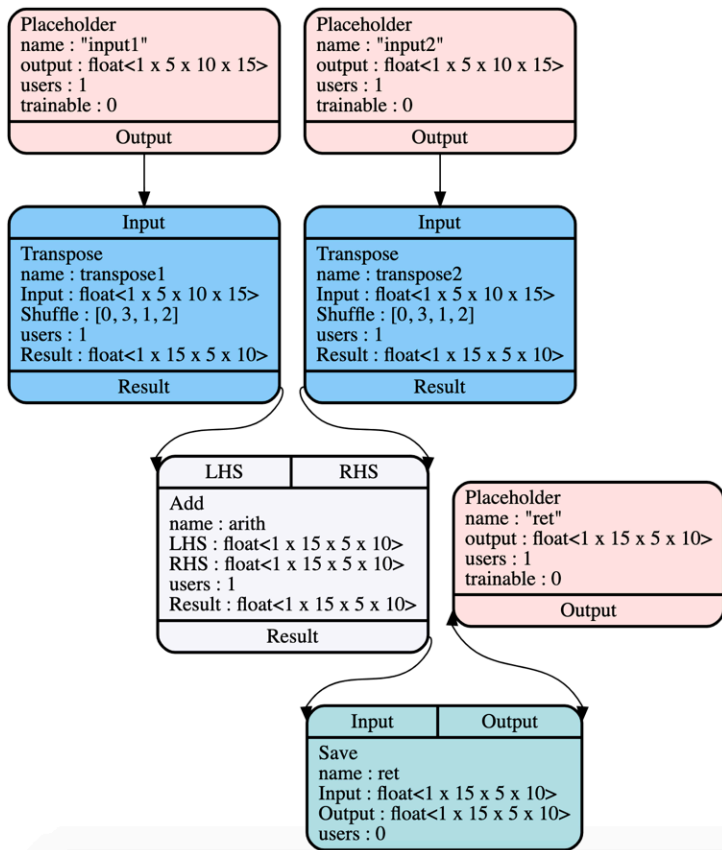 Placeholder
name : "input1"
output : float<1 x 5 x 10 x 15>
users : 1
trainable : 0
Output
Placeholder
name : "input2"
output : float<1 x 5 x 10 x 15>
users : 1
trainable : 0
Output
Input
Transpose
name : transpose1
Input : float<1 x 5 x 10 x 15>
Shuffle : [0, 3, 1, 2]
users : 1
Result : float<1 x 15 x 5 x 10>
Result
Input
Transpose
name : transpose2
Input : float<1 x 5 x 10 x 15>
Shuffle : [0, 3, 1, 2]
users : 1
Result : float<1 x 15 x 5 x 10>
Result
LHS RHS
Add
name : arith
LHS : float<1 x 15 x 5 x 10>
RHS : float<1 x 15 x 5 x 10>
users : 1
Result : float<1 x 15 x 5 x 10>
Result
Placeholder
name : "ret"
output : float<1 x 15 x 5 x 10>
users : 1
trainable : 0
Output
Input Output
Save
name : ret
Input : float<1 x 15 x 5 x 10>
Output : float<1 x 15 x 5 x 10>
users : 0